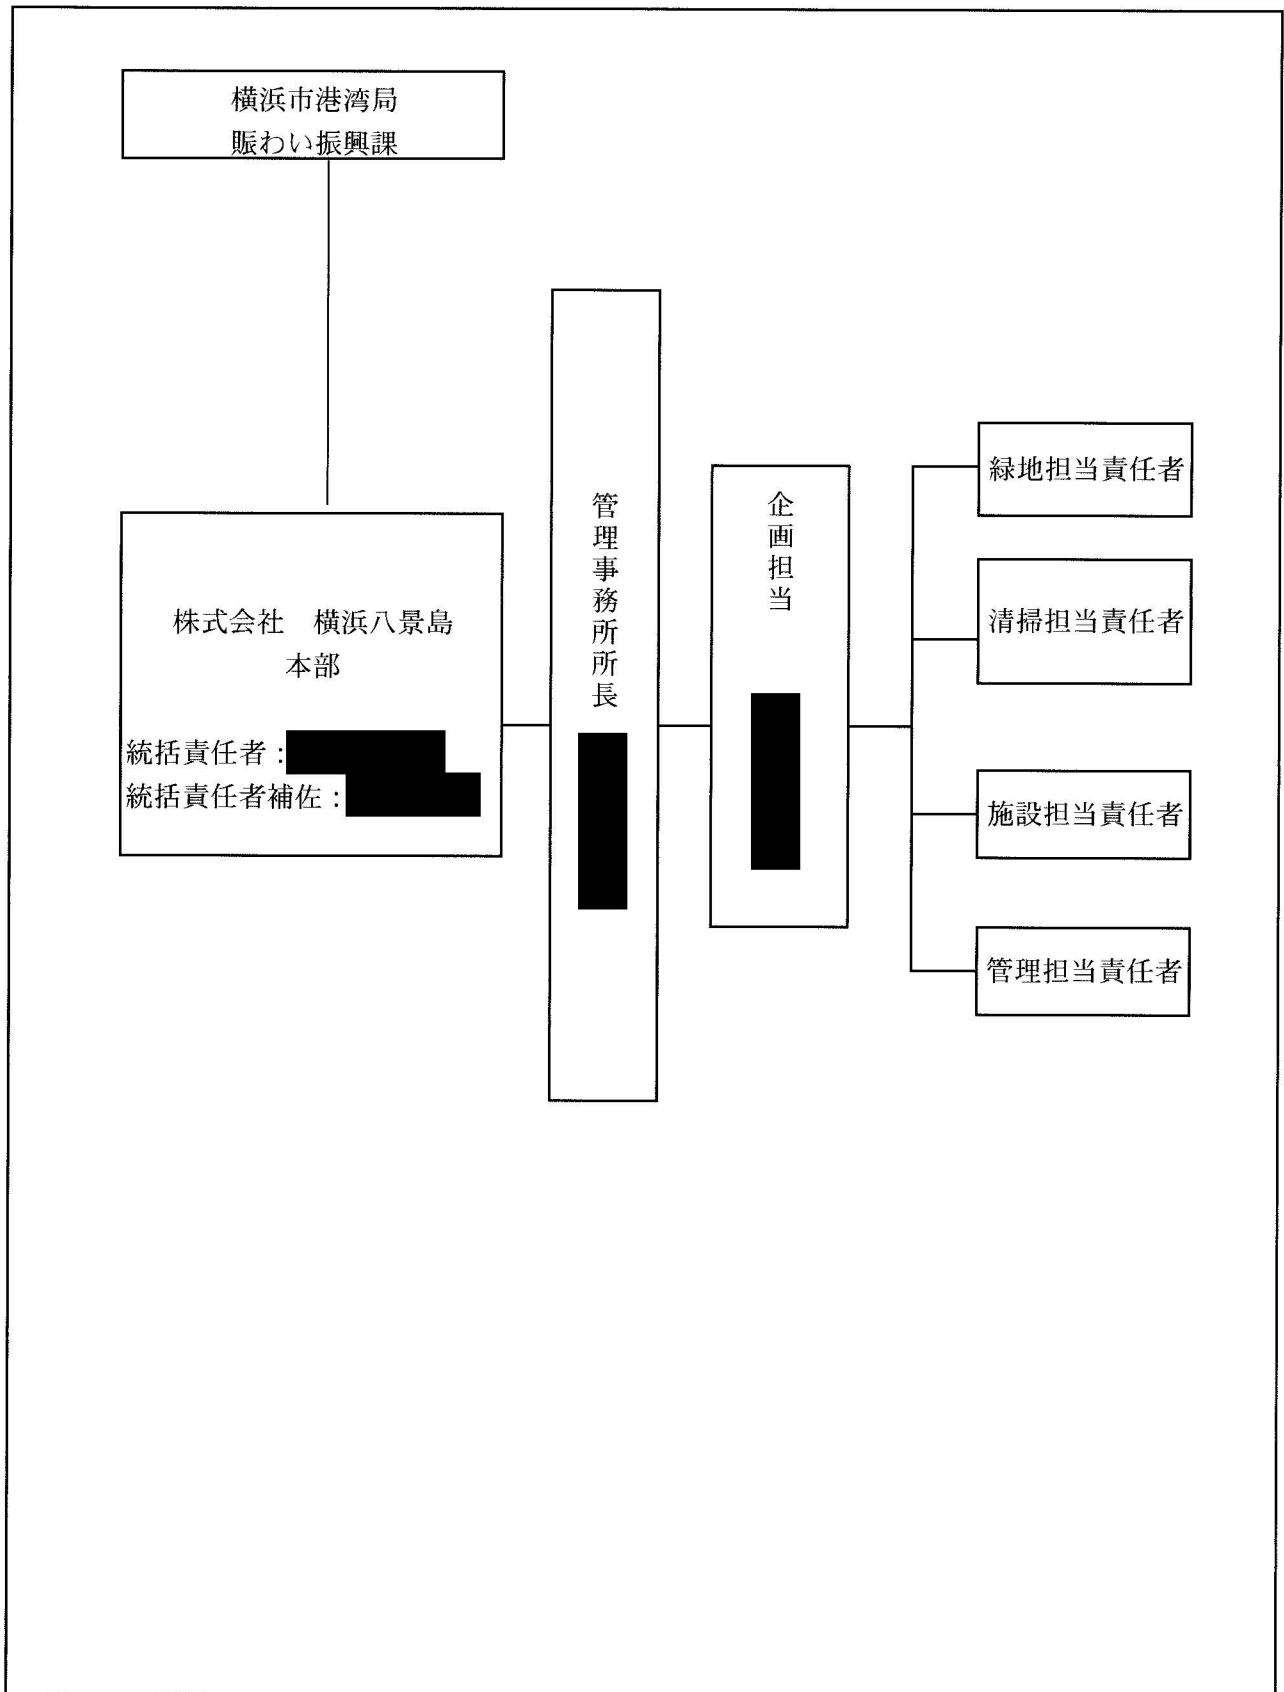 横浜市港湾局
賑わい振興課
株式会社　横浜八景島
本部
統括責任者：
統括責任者補佐：
管理事務所所長
企画担当
緑地担当責任者
清掃担当責任者
施設担当責任者
管理担当責任者